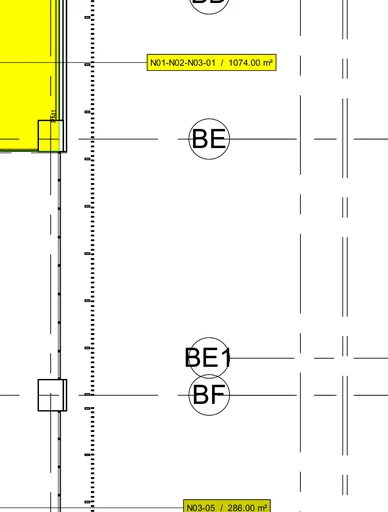 N01-N02-N03-01 / 1074.00 m²
BE
BE1
BF
N03-05 / 286.00 m²